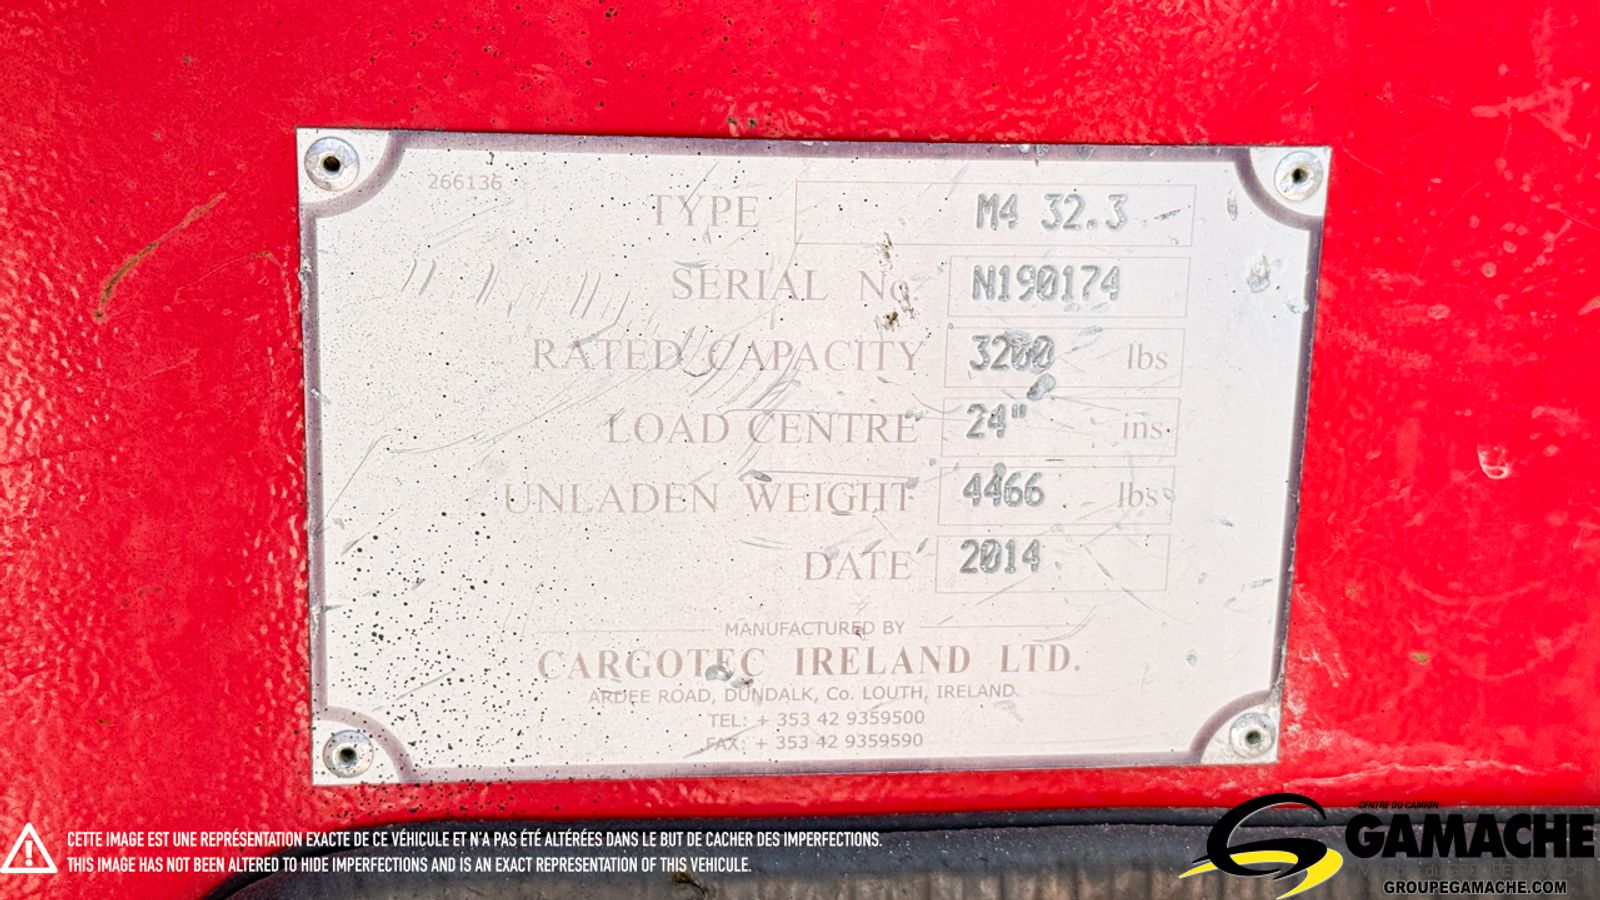 266136
TYPE M4 32.3
SERIAL No. N190174
RATED CAPACITY 3200 lbs
LOAD CENTRE 24" ins
UNLADEN WEIGHT 4466 lbs
DATE 2014
MANUFACTURED BY
CARGOTEC IRELAND LTD.
ARDEE ROAD, DUNDALK, Co. LOUTH, IRELAND.
TEL: + 353 42 9359500
FAX: + 353 42 9359590
CETTE IMAGE EST UNE REPRÉSENTATION EXACTE DE CE VÉHICULE ET N'A PAS ÉTÉ ALTÉRÉES DANS LE BUT DE CACHER DES IMPERFECTIONS.
THIS IMAGE HAS NOT BEEN ALTERED TO HIDE IMPERFECTIONS AND IS AN EXACT REPRESENTATION OF THIS VEHICULE.
CENTRE DU CAMION
GAMACHE
GROUPEGAMACHE.COM